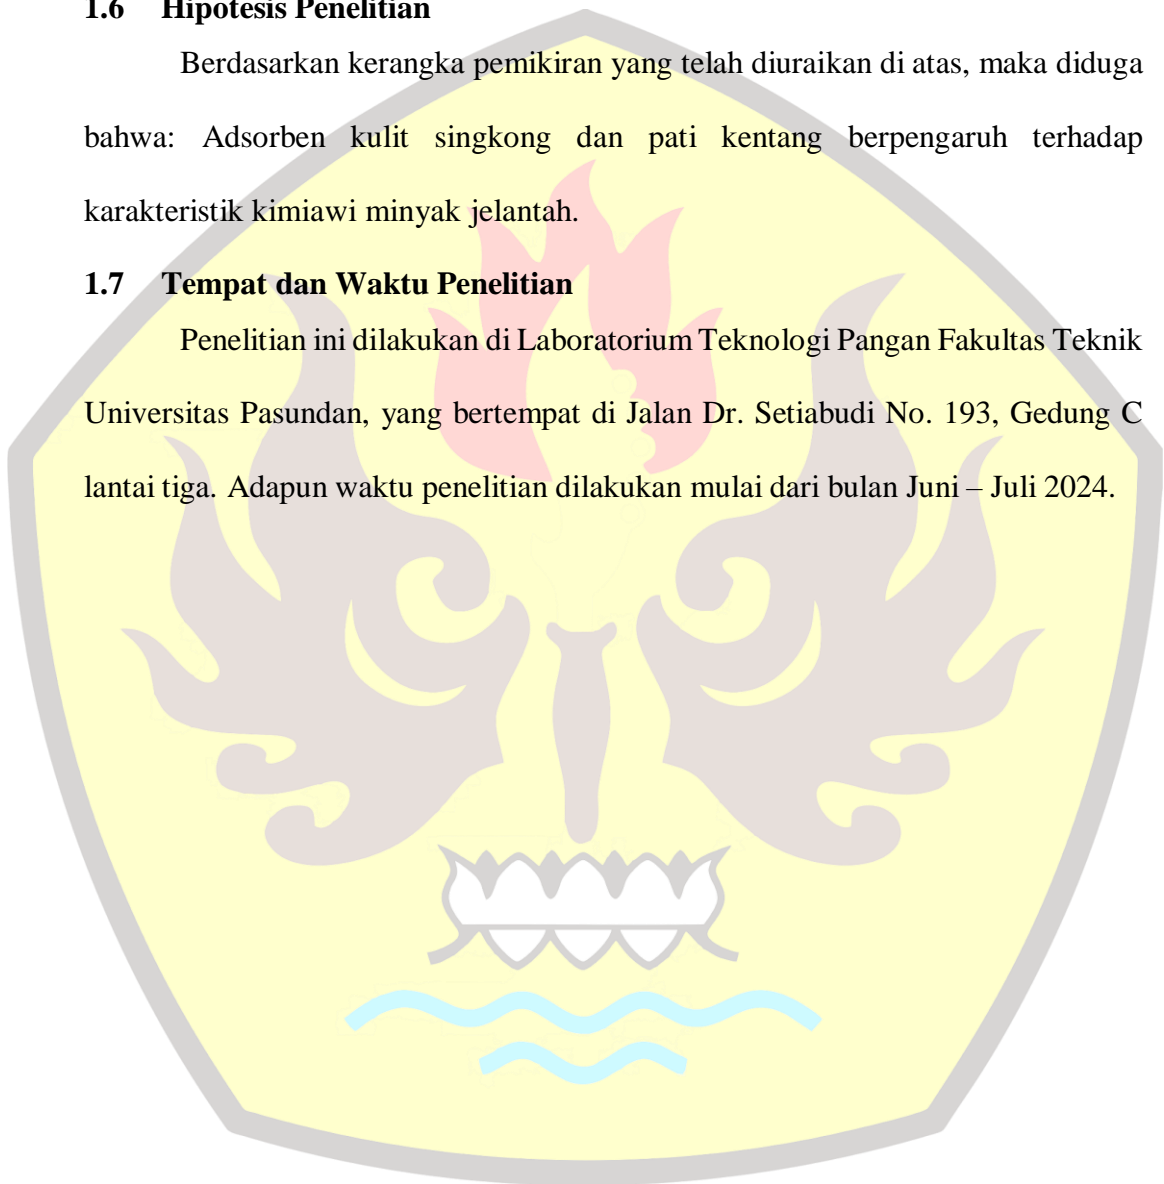 1.6 Hipotesis Penelitian
Berdasarkan kerangka pemikiran yang telah diuraikan di atas, maka diduga
bahwa: Adsorben kulit singkong dan pati kentang berpengaruh terhadap
karakteristik kimiawi minyak jelantah.
1.7 Tempat dan Waktu Penelitian
Penelitian ini dilakukan di Laboratorium Teknologi Pangan Fakultas Teknik
Universitas Pasundan, yang bertempat di Jalan Dr. Setiabudi No. 193, Gedung C
lantai tiga. Adapun waktu penelitian dilakukan mulai dari bulan Juni – Juli 2024.